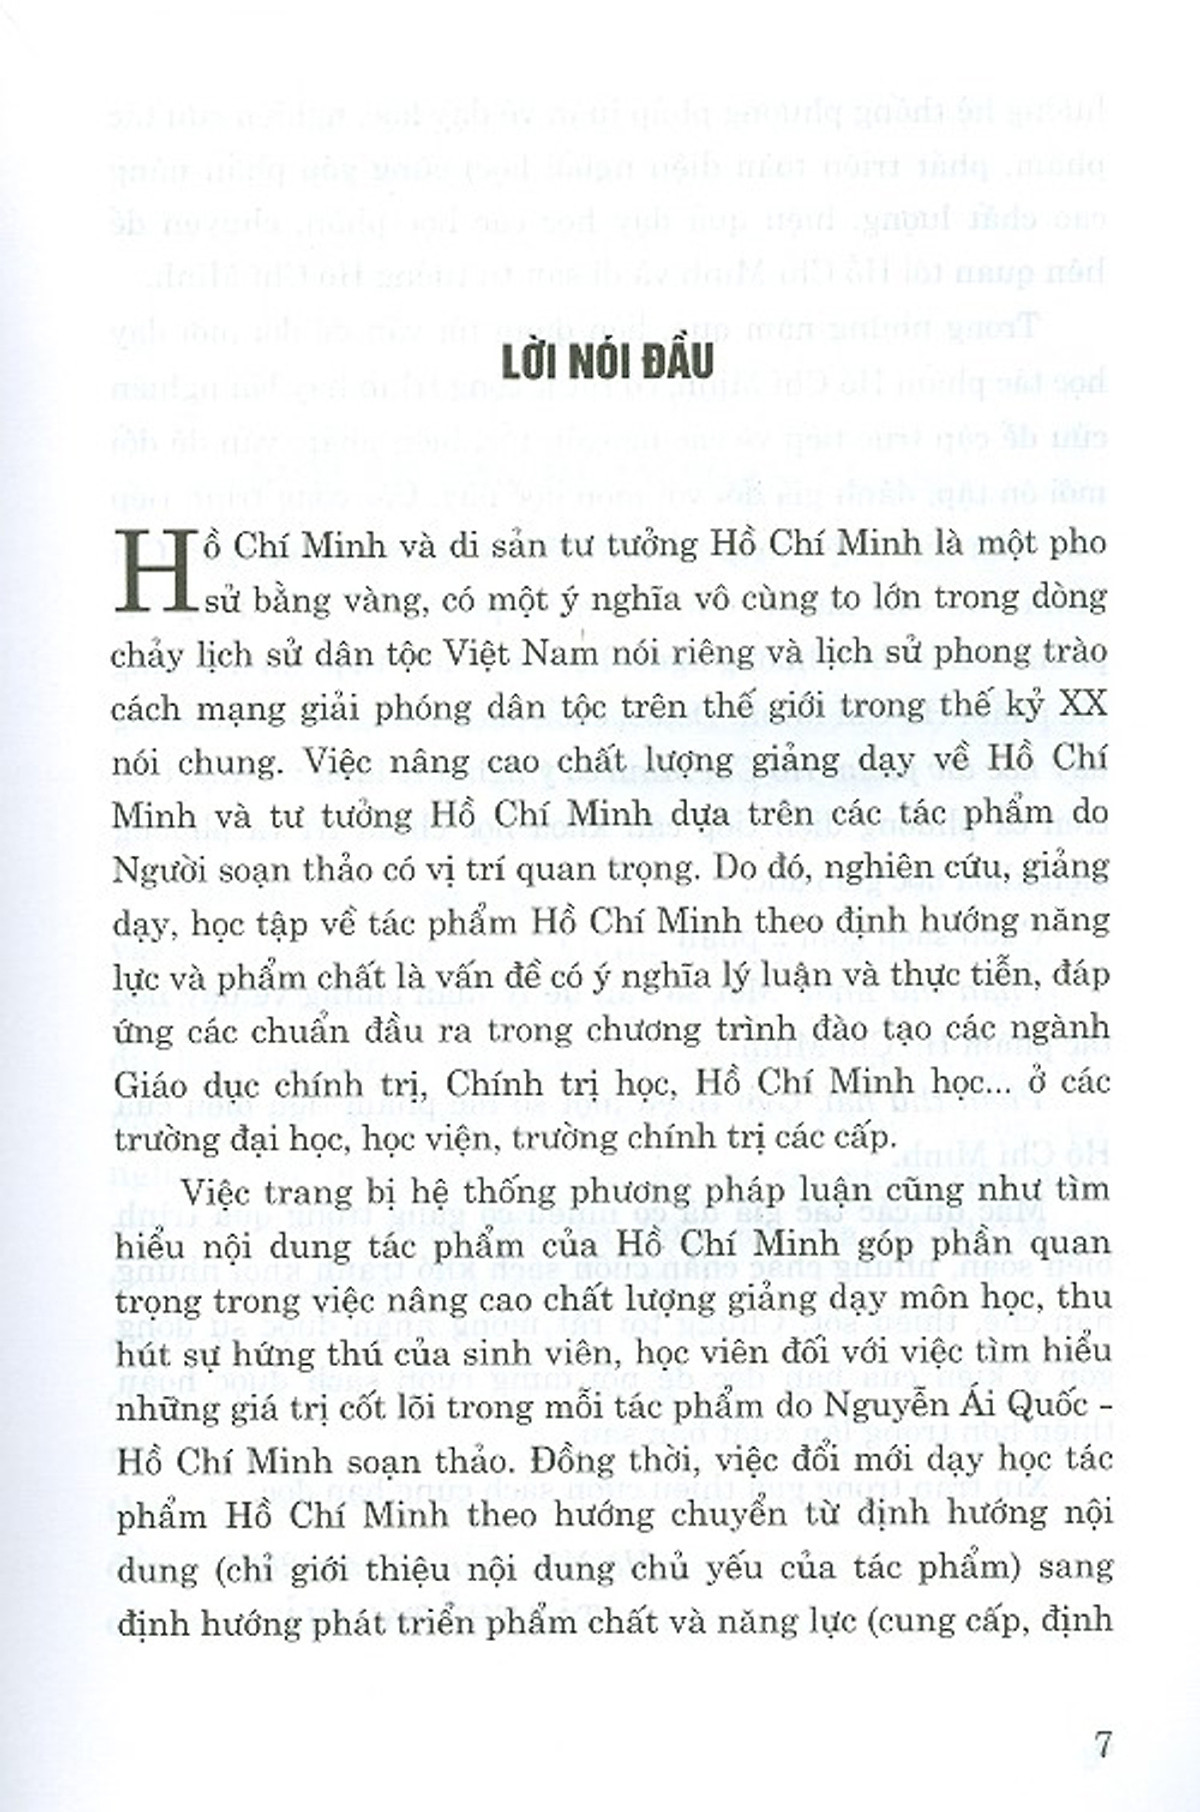 LỜI NÓI ĐẦU
Hồ Chí Minh và di sản tư tưởng Hồ Chí Minh là một pho
sử bằng vàng, có một ý nghĩa vô cùng to lớn trong dòng
chảy lịch sử dân tộc Việt Nam nói riêng và lịch sử phong trào
cách mạng giải phóng dân tộc trên thế giới trong thế kỷ XX
nói chung. Việc nâng cao chất lượng giảng dạy về Hồ Chí
Minh và tư tưởng Hồ Chí Minh dựa trên các tác phẩm do
Người soạn thảo có vị trí quan trọng. Do đó, nghiên cứu, giảng
dạy, học tập về tác phẩm Hồ Chí Minh theo định hướng năng
lực và phẩm chất là vấn đề có ý nghĩa lý luận và thực tiễn, đáp
ứng các chuẩn đầu ra trong chương trình đào tạo các ngành
Giáo dục chính trị, Chính trị học, Hồ Chí Minh học... ở các
trường đại học, học viện, trường chính trị các cấp.
Việc trang bị hệ thống phương pháp luận cũng như tìm
hiểu nội dung tác phẩm của Hồ Chí Minh góp phần quan
trọng trong việc nâng cao chất lượng giảng dạy môn học, thu
hút sự hứng thú của sinh viên, học viên đối với việc tìm hiểu
những giá trị cốt lõi trong mỗi tác phẩm do Nguyễn Ái Quốc -
Hồ Chí Minh soạn thảo. Đồng thời, việc đổi mới dạy học tác
phẩm Hồ Chí Minh theo hướng chuyển từ định hướng nội
dung (chỉ giới thiệu nội dung chủ yếu của tác phẩm) sang
định hướng phát triển phẩm chất và năng lực (cung cấp, định
7